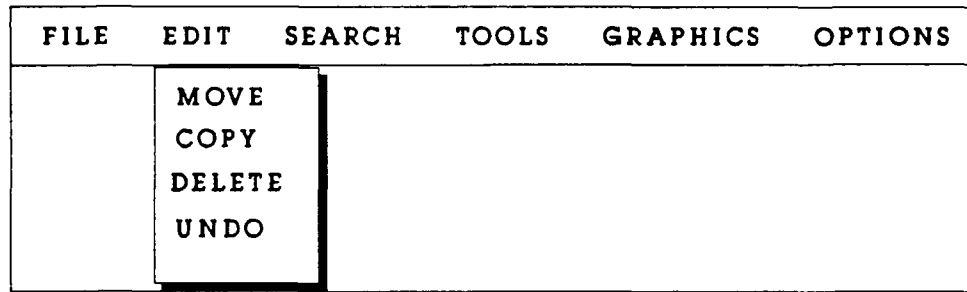 FILE EDIT SEARCH TOOLS GRAPHICS OPTIONS
MOVE
COPY
DELETE
UNDO